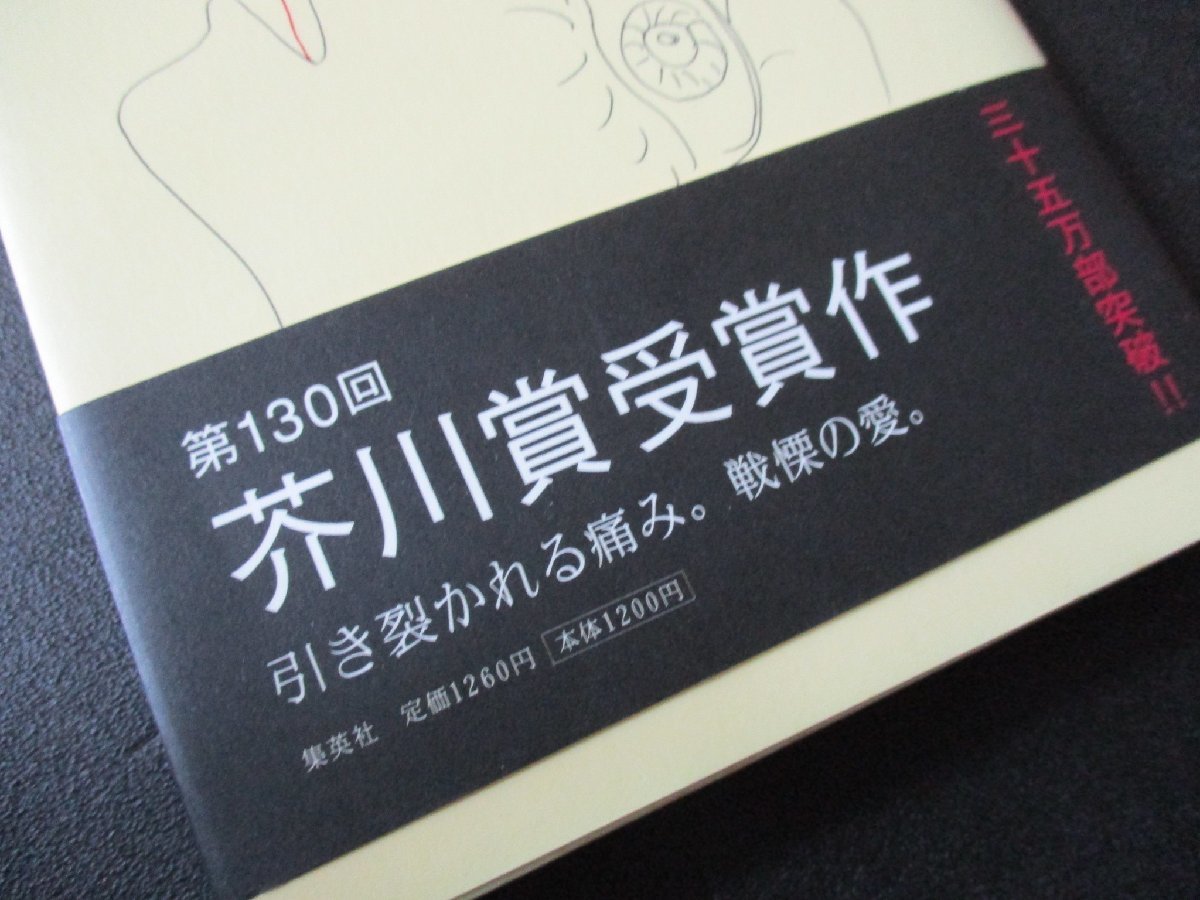 三十五万部突破!!
第130回
芥川賞受賞作
引き裂かれる痛み。戦慄の愛。
集英社 定価1260円 本体1200円